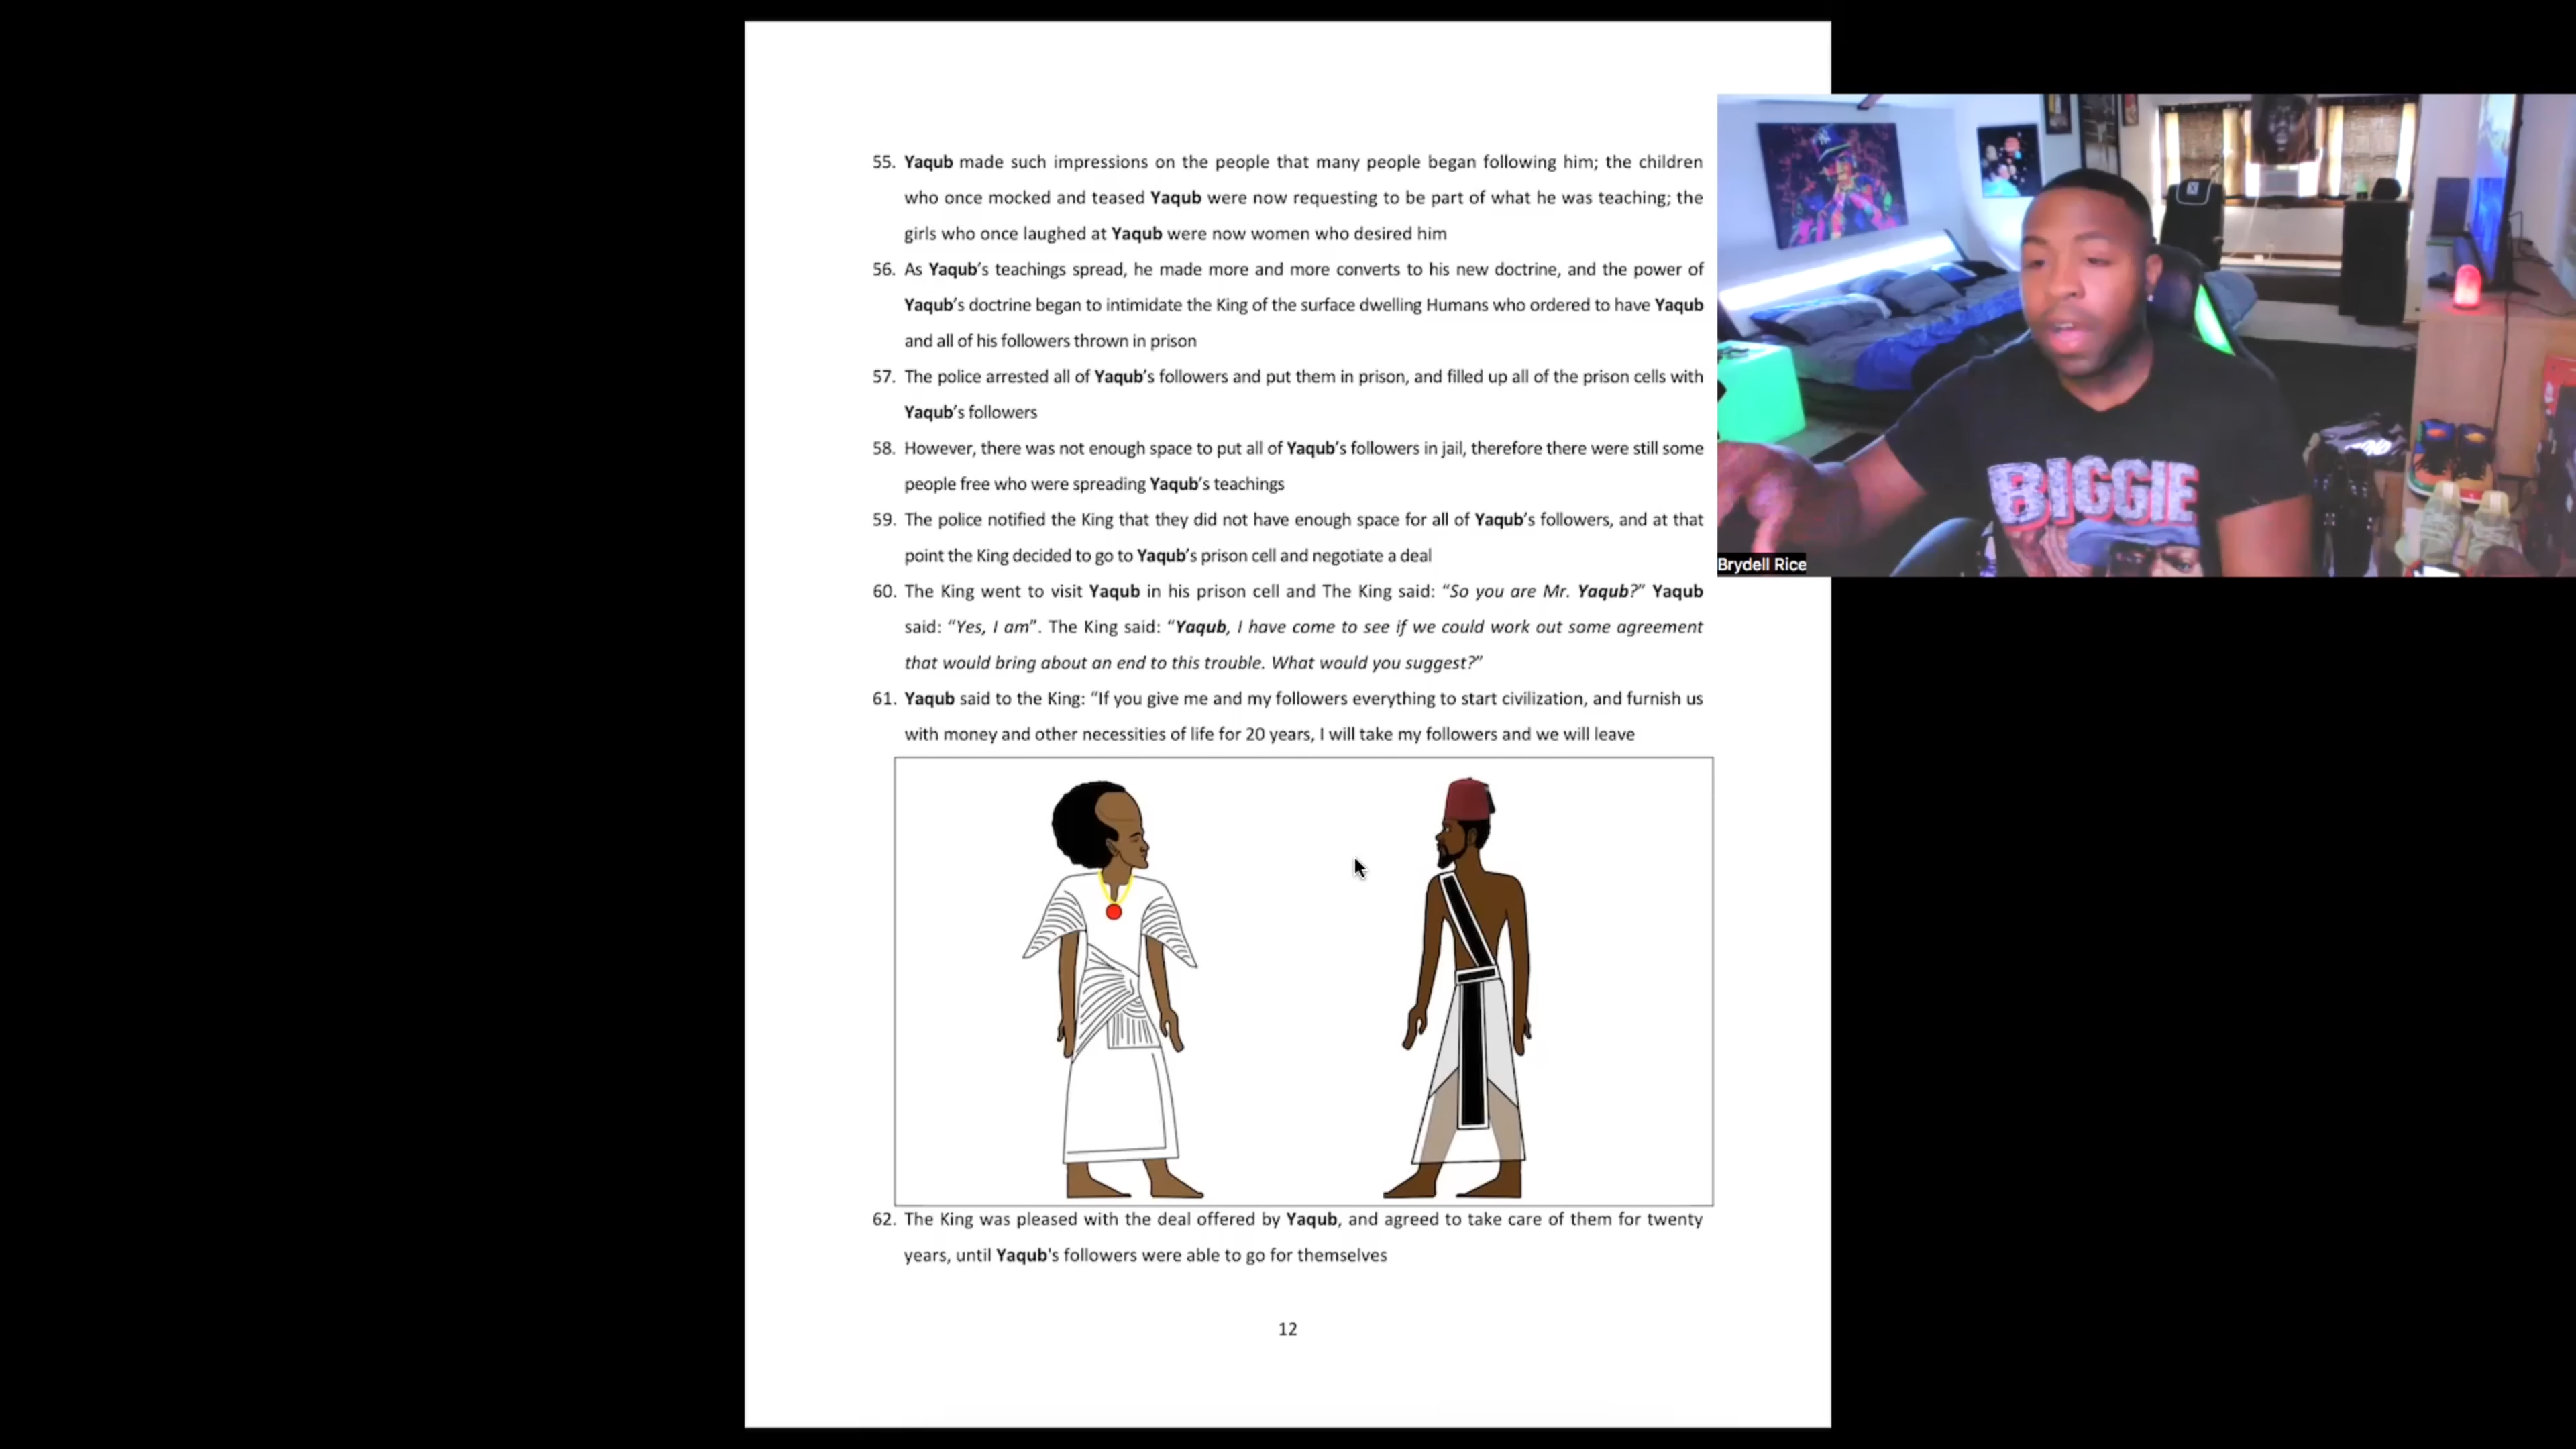 55. Yaqub made such impressions on the people that many people began following him; the children
who once mocked and teased Yaqub were now requesting to be part of what he was teaching; the
girls who once laughed at Yaqub were now women who desired him
56. As Yaqub's teachings spread, he made more and more converts to his new doctrine, and the power of
Yaqub's doctrine began to intimidate the King of the surface dwelling Humans who ordered to have Yaqub
and all of his followers thrown in prison
57. The police arrested all of Yaqub's followers and put them in prison, and filled up all of the prison cells with
Yaqub's followers
58. However, there was not enough space to put all of Yaqub's followers in jail, therefore there were still some
people free who were spreading Yaqub's teachings
59. The police notified the King that they did not have enough space for all of Yaqub's followers, and at that
point the King decided to go to Yaqub's prison cell and negotiate a deal
60. The King went to visit Yaqub in his prison cell and The King said: “So you are Mr. Yaqub?” Yaqub
said: “Yes, I am”. The King said: “Yaqub, I have come to see if we could work out some agreement
that would bring about an end to this trouble. What would you suggest?”
61. Yaqub said to the King: “If you give me and my followers everything to start civilization, and furnish us
with money and other necessities of life for 20 years, I will take my followers and we will leave
62. The King was pleased with the deal offered by Yaqub, and agreed to take care of them for twenty
years, until Yaqub's followers were able to go for themselves
12
BIGGIE
Brydell Rice